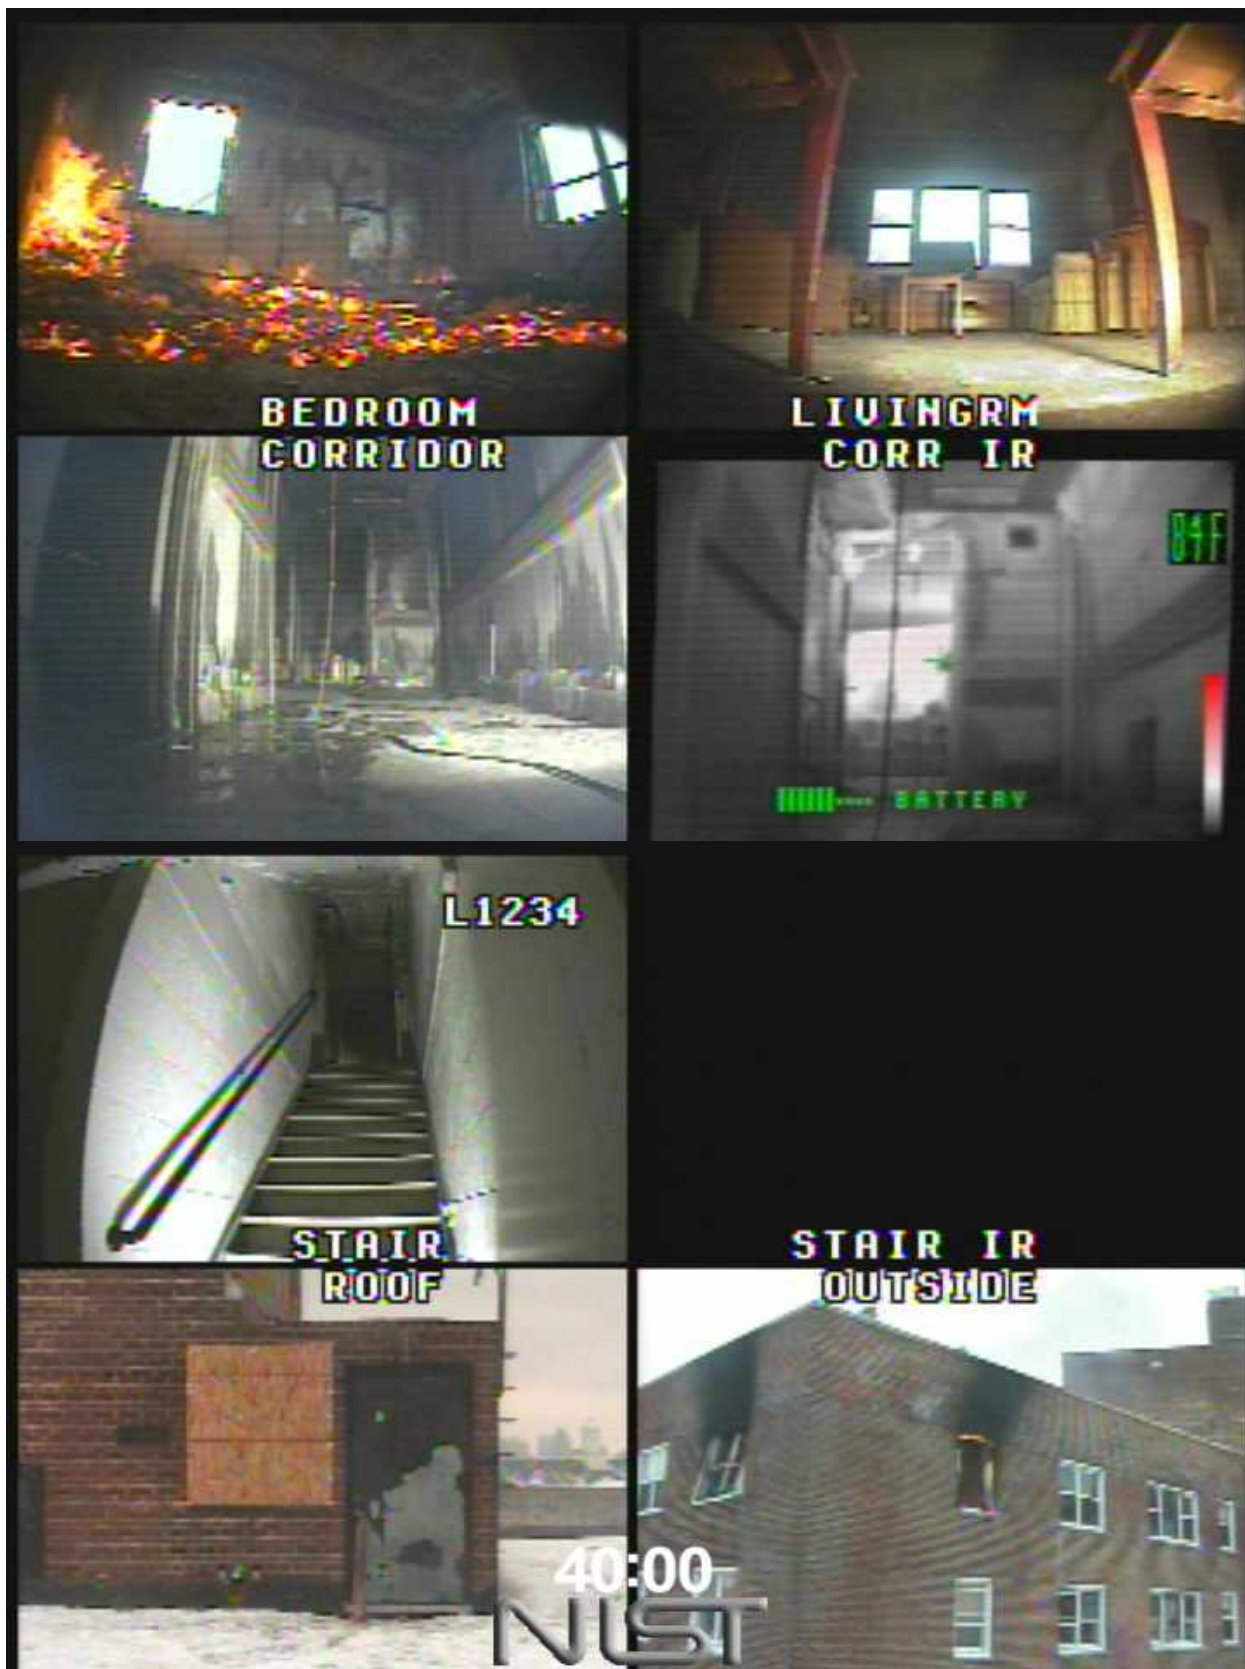 BEDROOM
LIVINGRM
CORRIDOR
CORR IR
84F
BATTERY
L1234
STAIR
STAIR IR
ROOF
OUTSIDE
40:00
NIST